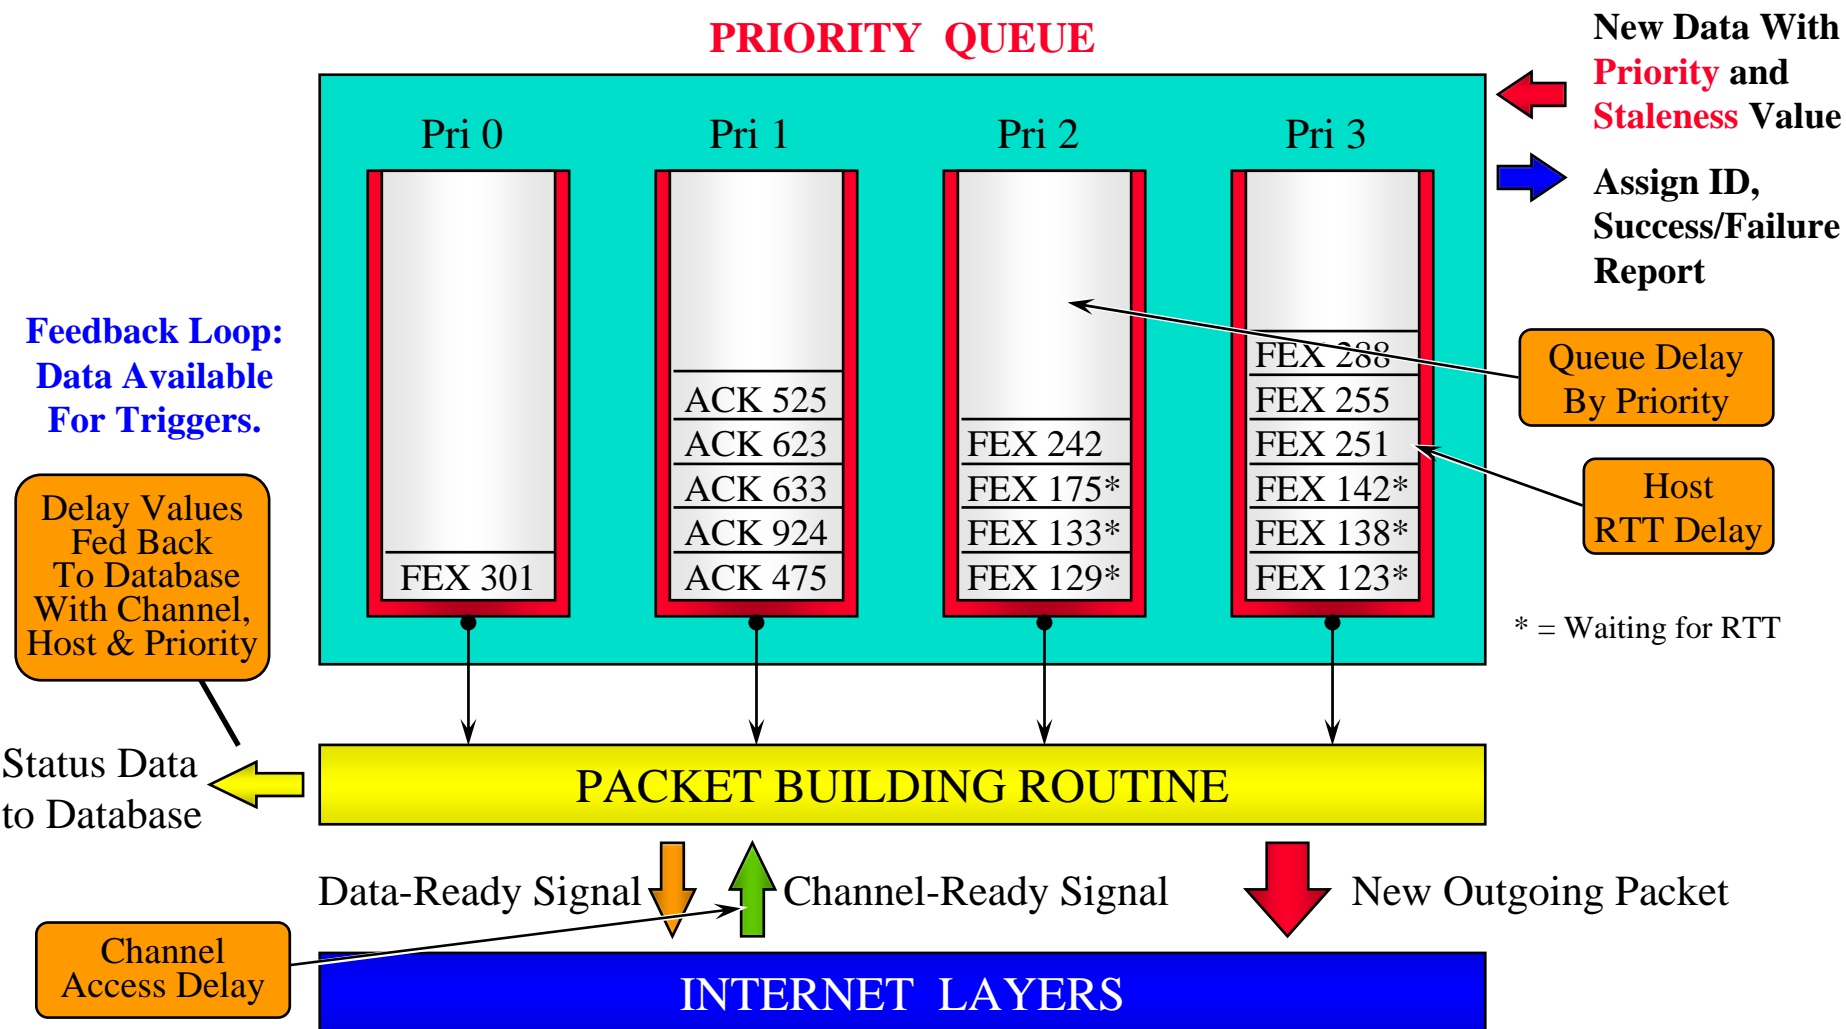 PRIORITY QUEUE
New Data With
Priority and
Staleness Value
Assign ID,
Success/Failure
Report
Pri 0
Pri 1
Pri 2
Pri 3
FEX 301
ACK 525
ACK 623
ACK 633
ACK 924
ACK 475
FEX 242
FEX 175*
FEX 133*
FEX 129*
FEX 288
FEX 255
FEX 251
FEX 142*
FEX 138*
FEX 123*
Queue Delay
By Priority
Host
RTT Delay
* = Waiting for RTT
Feedback Loop:
Data Available
For Triggers.
Delay Values
Fed Back
To Database
With Channel,
Host & Priority
Status Data
to Database
PACKET BUILDING ROUTINE
Data-Ready Signal
Channel-Ready Signal
New Outgoing Packet
Channel
Access Delay
INTERNET LAYERS